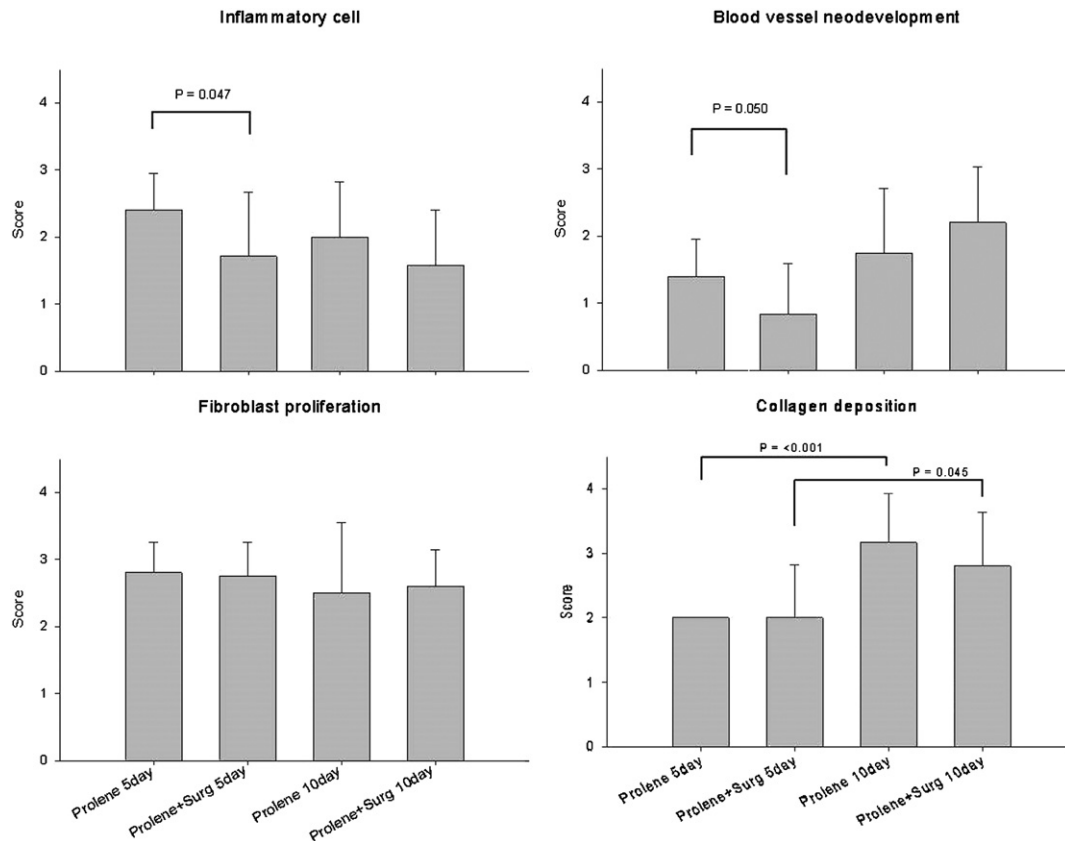 Inflammatory cell
Score
4
3
2
1
0
P = 0.047
Blood vessel neodevelopment
Score
4
3
2
1
0
P = 0.050
Fibroblast proliferation
Score
4
3
2
1
0
Prolene 5day
Prolene+Surg 5day
Prolene 10day
Prolene+Surg 10day
Collagen deposition
Score
4
3
2
1
0
P = <0.001
P = 0.045
Prolene 5day
Prolene+Surg 5day
Prolene 10day
Prolene+Surg 10day